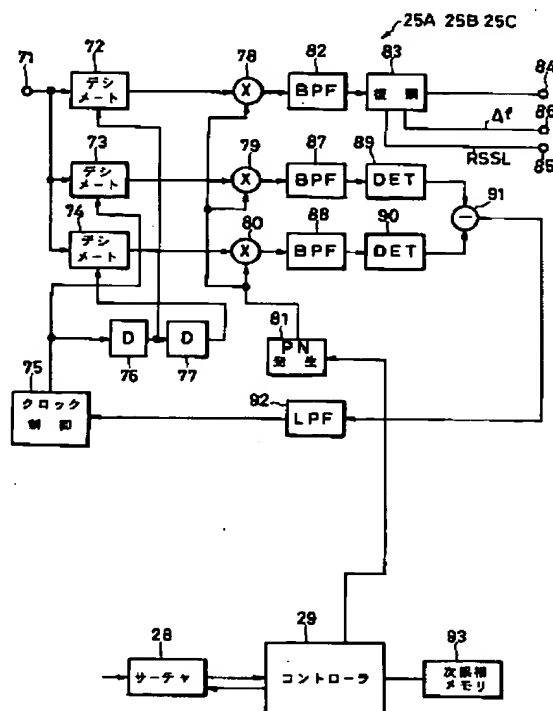 25A 25B 25C
71
72
デシ
メート
78
X
82
BPF
83
復調
84
Δf
86
RSSL
85
73
デシ
メート
79
X
87
BPF
89
DET
91
−
74
デシ
メート
80
X
88
BPF
90
DET
D
76
D
77
81
PN
発生
75
クロック
制御
92
LPF
28
サーチャ
29
コントローラ
93
次候補
メモリ